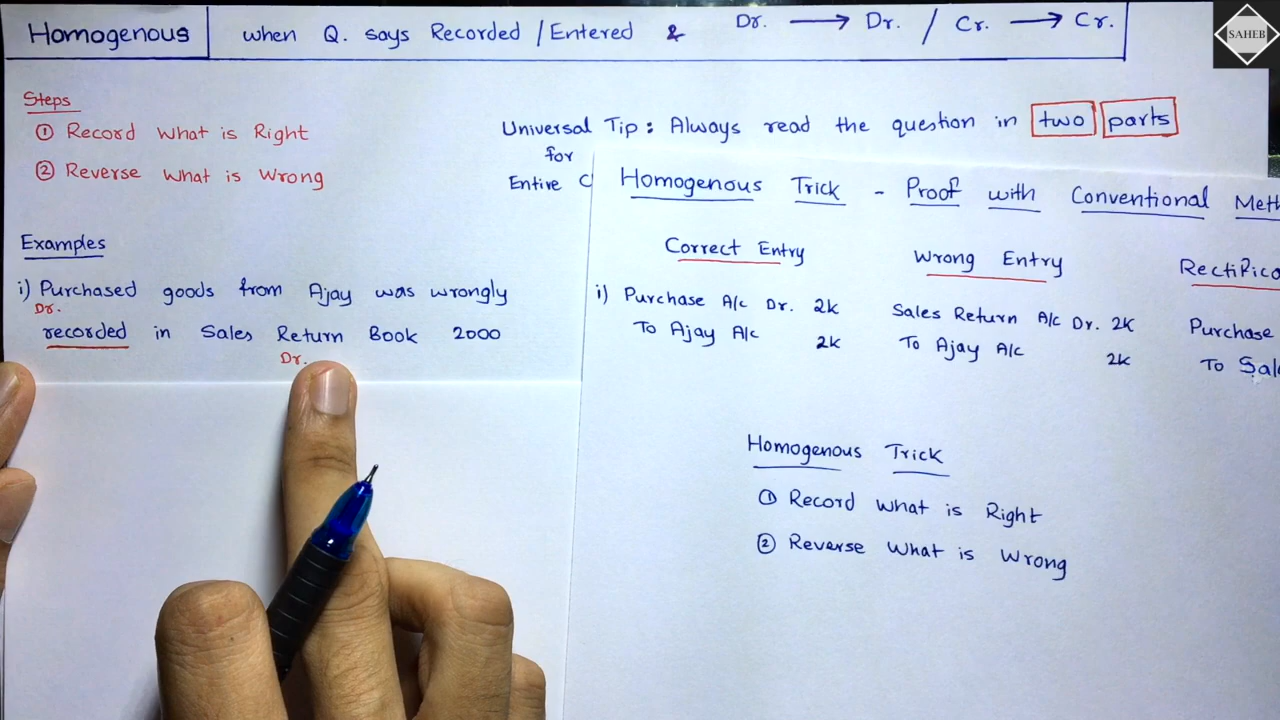 Homogenous when Q. says Recorded / Entered & Dr. → Dr. / Cr. → Cr.
SAHEB
Steps
① Record What is Right
② Reverse What is Wrong
Universal Tip: Always read the question in two parts
for
Entire
Examples
i) Purchased goods from Ajay was wrongly
Dr.
recorded in Sales Return Book 2000
Dr.
Homogenous Trick - Proof with Conventional
Correct Entry Wrong Entry
i) Purchase A/c Dr. 2K Sales Return A/c Dr. 2K Purchase
To Ajay A/c 2K To Ajay A/c 2K To
Homogenous Trick
① Record What is Right
② Reverse What is Wrong